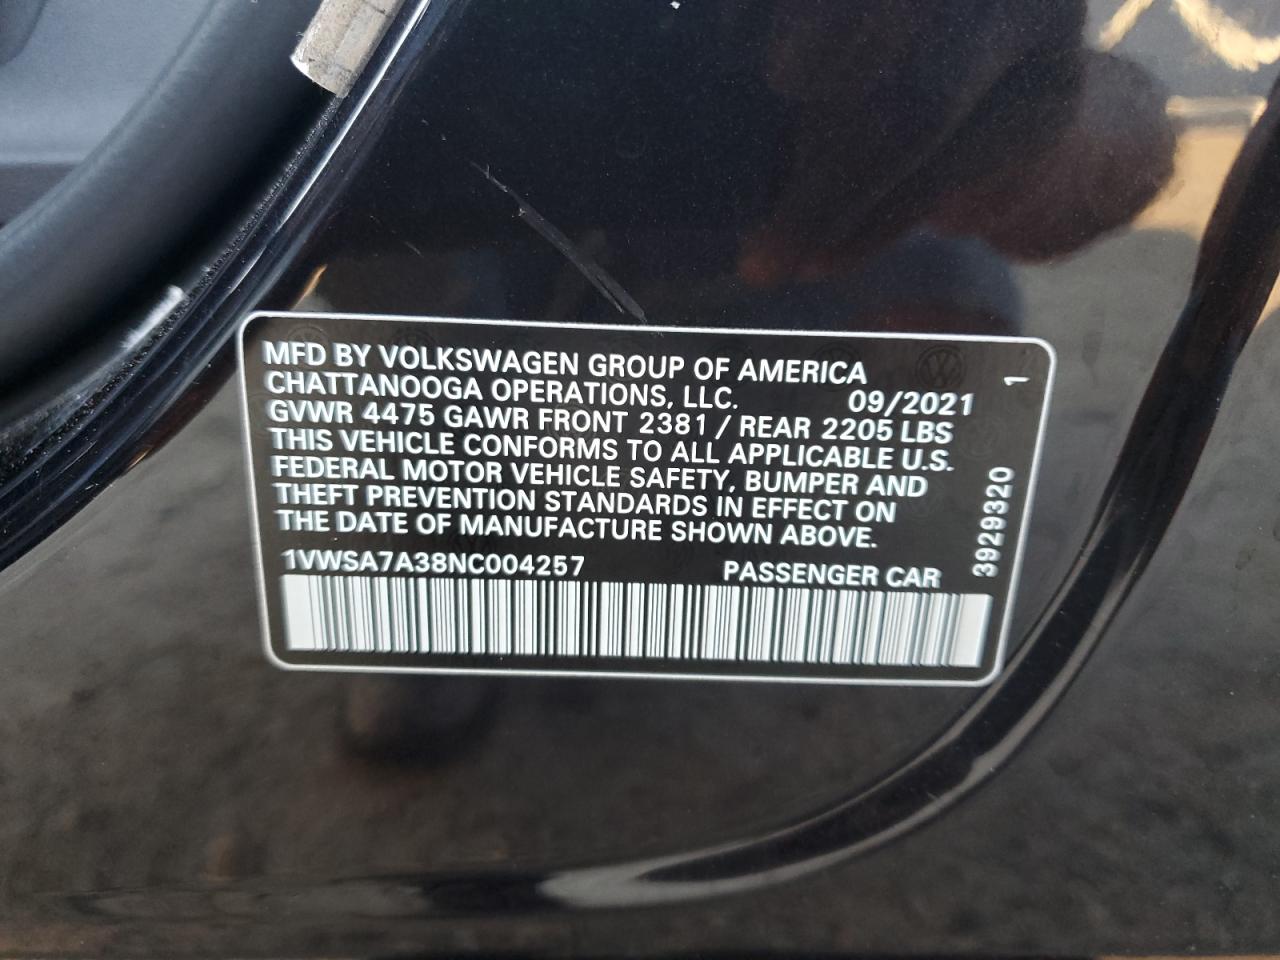 MFD BY VOLKSWAGEN GROUP OF AMERICA
CHATTANOOGA OPERATIONS, LLC. 09/2021
GVWR 4475 GAWR FRONT 2381 / REAR 2205 LBS
THIS VEHICLE CONFORMS TO ALL APPLICABLE U.S.
FEDERAL MOTOR VEHICLE SAFETY, BUMPER AND
THEFT PREVENTION STANDARDS IN EFFECT ON
THE DATE OF MANUFACTURE SHOWN ABOVE.
1VWSA7A38NC004257 PASSENGER CAR
3929320
1